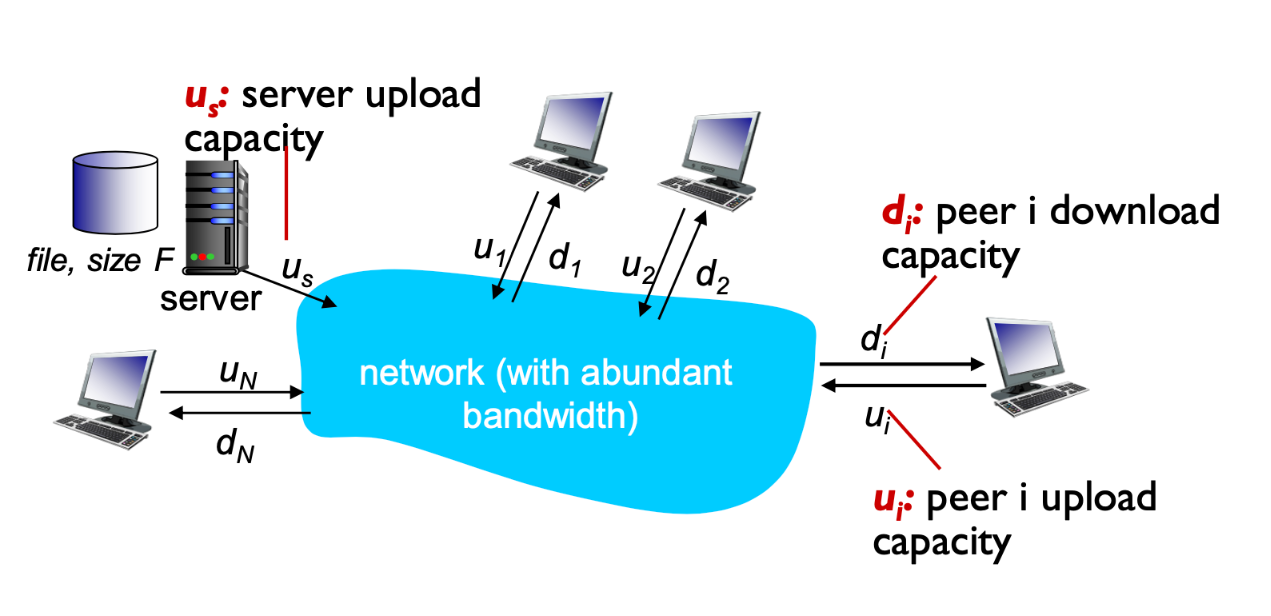 u_s: server upload
capacity
file, size F
server
u_s
u_1
d_1
u_2
d_2
d_i: peer i download
capacity
u_N
d_N
network (with abundant
bandwidth)
d_i
u_i
u_i: peer i upload
capacity